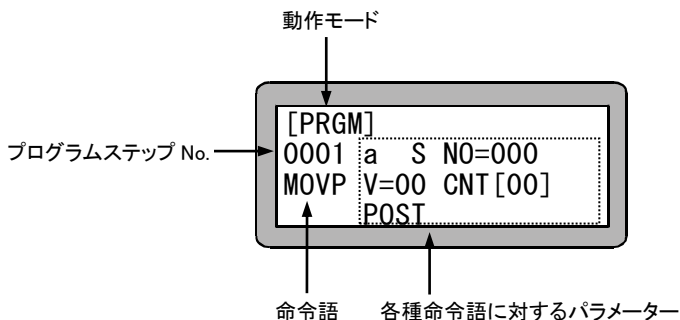 動作モード
[PRGM]
プログラムステップ No.
0001 a S NO=000
MOVP V=00 CNT[00]
POST
命令語
各種命令語に対するパラメーター